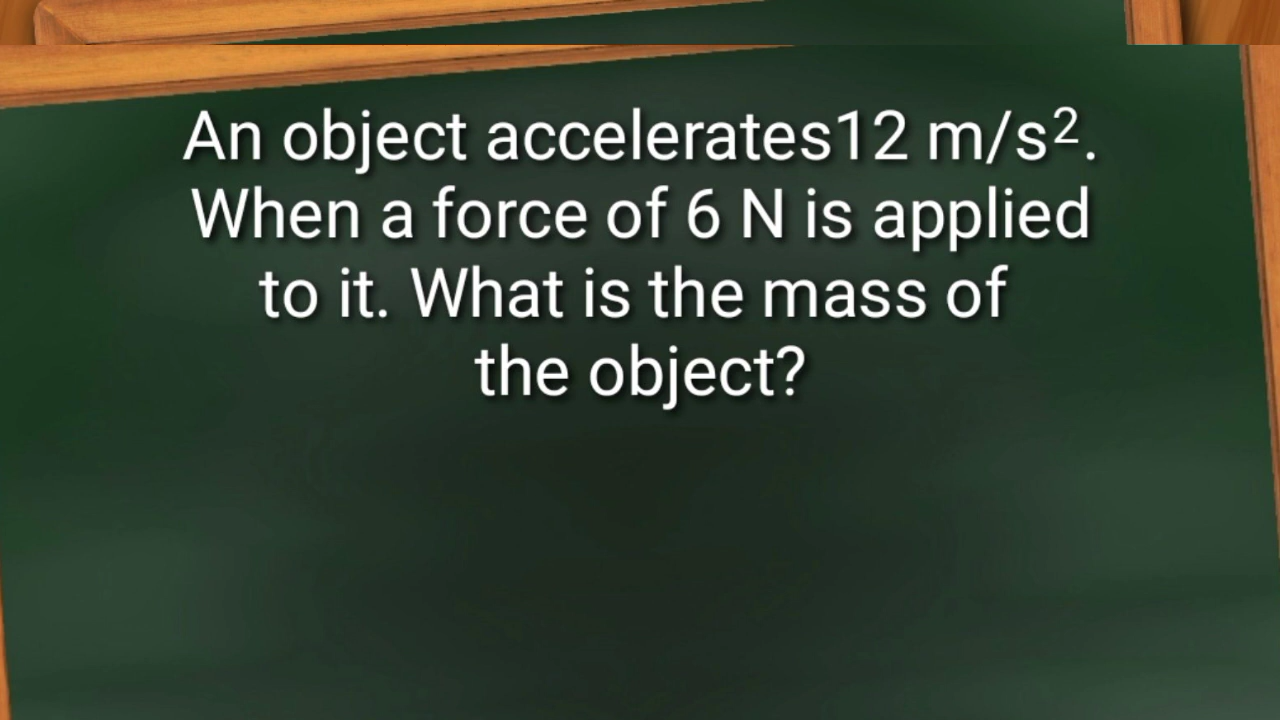 An object accelerates12 m/s².
When a force of 6 N is applied
to it. What is the mass of
the object?